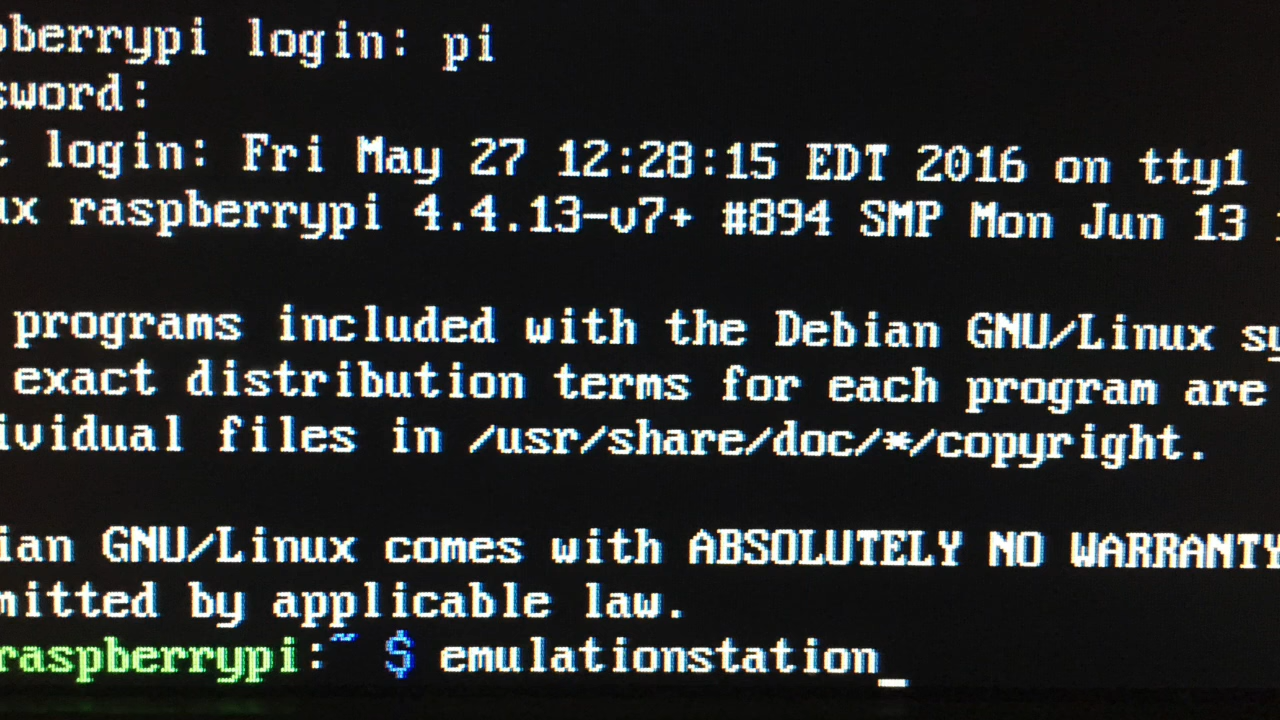 pberrypi login: pi
sword:
t login: Fri May 27 12:28:15 EDT 2016 on tty1
ux raspberrypi 4.4.13-v7+ #894 SMP Mon Jun 13
programs included with the Debian GNU/Linux sy
exact distribution terms for each program are
ividual files in /usr/share/doc/*/copyright.
ian GNU/Linux comes with ABSOLUTELY NO WARRANTY
mitted by applicable law.
raspberrypi:~ $ emulationstation_